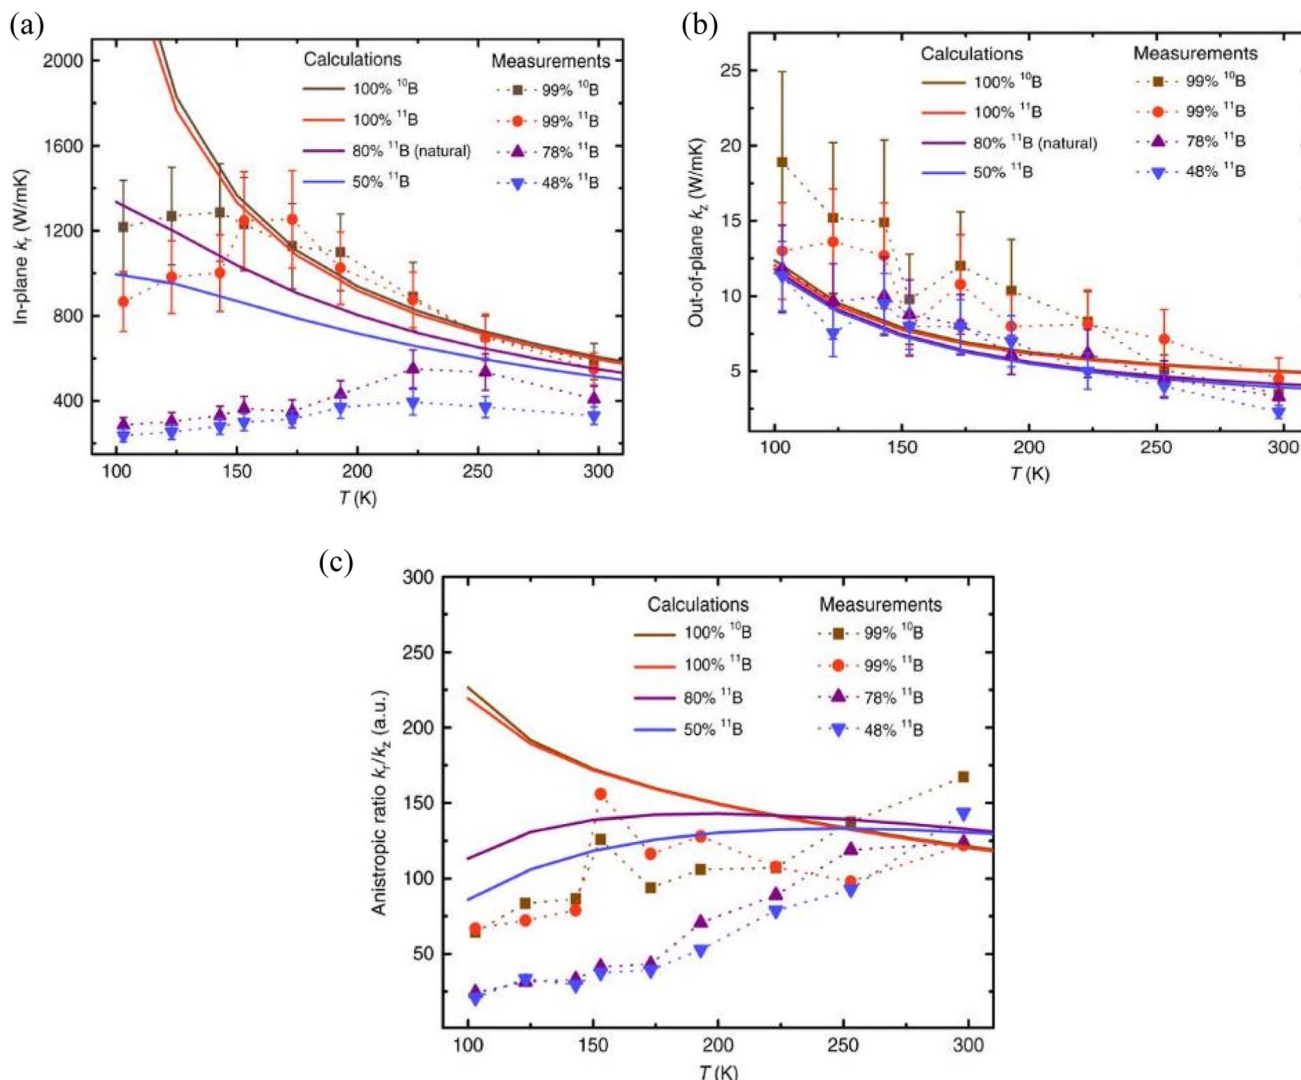 (a)
In-plane kr (W/mK)
2000
1600
1200
800
400
Calculations
100% 10B
100% 11B
80% 11B (natural)
50% 11B
Measurements
99% 10B
99% 11B
78% 11B
48% 11B
100 150 200 250 300
T (K)
(b)
Out-of-plane kz (W/mK)
25
20
15
10
5
Calculations
100% 10B
100% 11B
80% 11B (natural)
50% 11B
Measurements
99% 10B
99% 11B
78% 11B
48% 11B
100 150 200 250 300
T (K)
(c)
Anistropic ratio kr/kz (a.u.)
300
250
200
150
100
50
Calculations
100% 10B
100% 11B
80% 11B
50% 11B
Measurements
99% 10B
99% 11B
78% 11B
48% 11B
100 150 200 250 300
T (K)